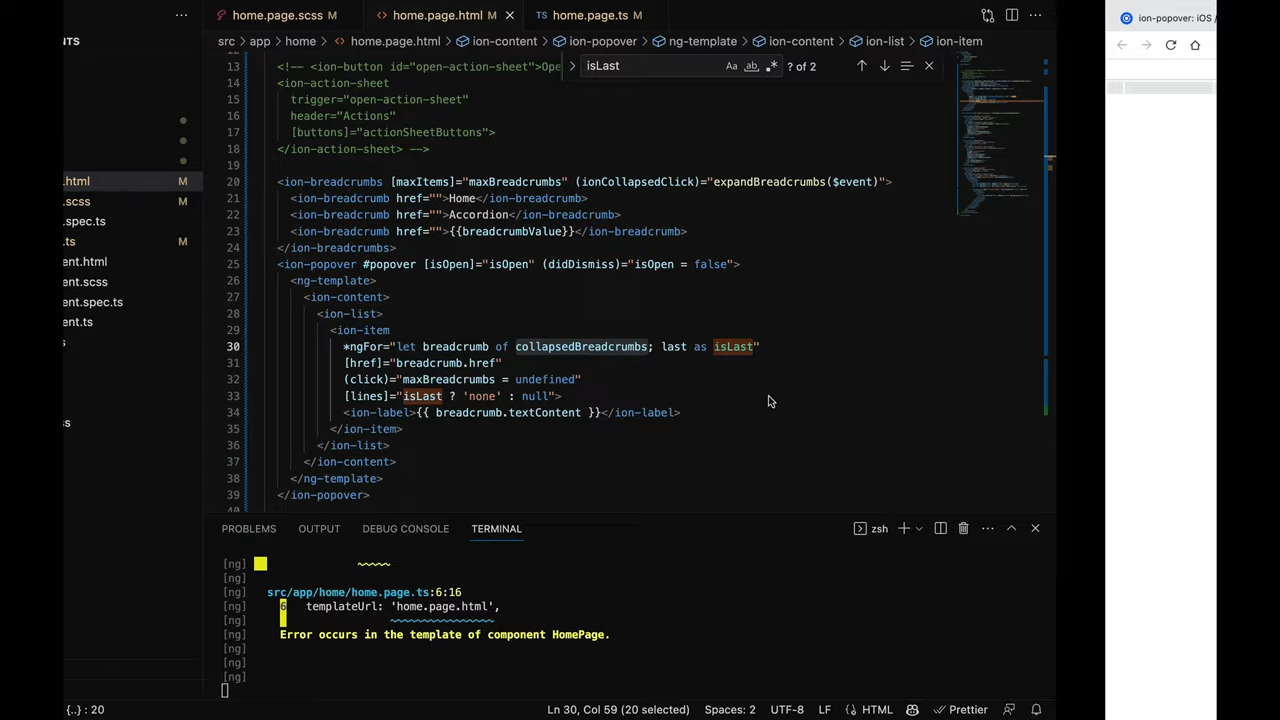 home.page.scss M
home.page.html M
TS home.page.ts M
ion-popover: iOS /
NTS
src > app > home > home.page.html > ion-content > ion-popover > ng-template > ion-content > ion-list > ion-item
isLast
Aa ab ? of 2
13 <!-- <ion-button id="open-action-sheet">Ope
14 <ion-action-sheet
15 trigger="open-action-sheet"
16 header="Actions"
17 [buttons]="actionSheetButtons">
18 </ion-action-sheet> -->
19
20 <ion-breadcrumbs [maxItems]="maxBreadcrumbs" (ionCollapsedClick)="expandBreadcrumbs($event)">
21 <ion-breadcrumb href="">Home</ion-breadcrumb>
22 <ion-breadcrumb href="">Accordion</ion-breadcrumb>
23 <ion-breadcrumb href="">{{breadcrumbValue}}</ion-breadcrumb>
24 </ion-breadcrumbs>
25 <ion-popover #popover [isOpen]="isOpen" (didDismiss)="isOpen = false">
26 <ng-template>
27 <ion-content>
28 <ion-list>
29 <ion-item
30 *ngFor="let breadcrumb of collapsedBreadcrumbs; last as isLast"
31 [href]="breadcrumb.href"
32 (click)="maxBreadcrumbs = undefined"
33 [lines]="isLast ? 'none' : null">
34 <ion-label>{{ breadcrumb.textContent }}</ion-label>
35 </ion-item>
36 </ion-list>
37 </ion-content>
38 </ng-template>
39 </ion-popover>
.html M
.scss M
.spec.ts
.ts M
ent.html
ent.scss
ent.spec.ts
ent.ts
ss
PROBLEMS OUTPUT DEBUG CONSOLE TERMINAL
zsh
[ng]
[ng]
[ng] src/app/home/home.page.ts:6:16
[ng] 6 templateUrl: 'home.page.html',
[ng]
[ng] Error occurs in the template of component HomePage.
[ng]
[ng]
[ng]
{..} : 20
Ln 30, Col 59 (20 selected) Spaces: 2 UTF-8 LF HTML Prettier